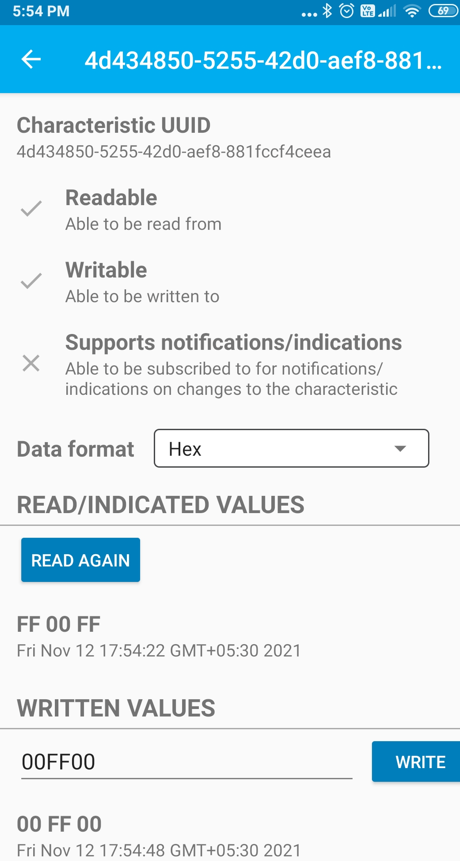 5:54 PM
Vo
LTE
69
4d434850-5255-42d0-aef8-881...
Characteristic UUID
4d434850-5255-42d0-aef8-881fccf4ceea
Readable
Able to be read from
Writable
Able to be written to
Supports notifications/indications
Able to be subscribed to for notifications/
indications on changes to the characteristic
Data format
Hex
READ/INDICATED VALUES
READ AGAIN
FF 00 FF
Fri Nov 12 17:54:22 GMT+05:30 2021
WRITTEN VALUES
00FF00
WRITE
00 FF 00
Fri Nov 12 17:54:48 GMT+05:30 2021